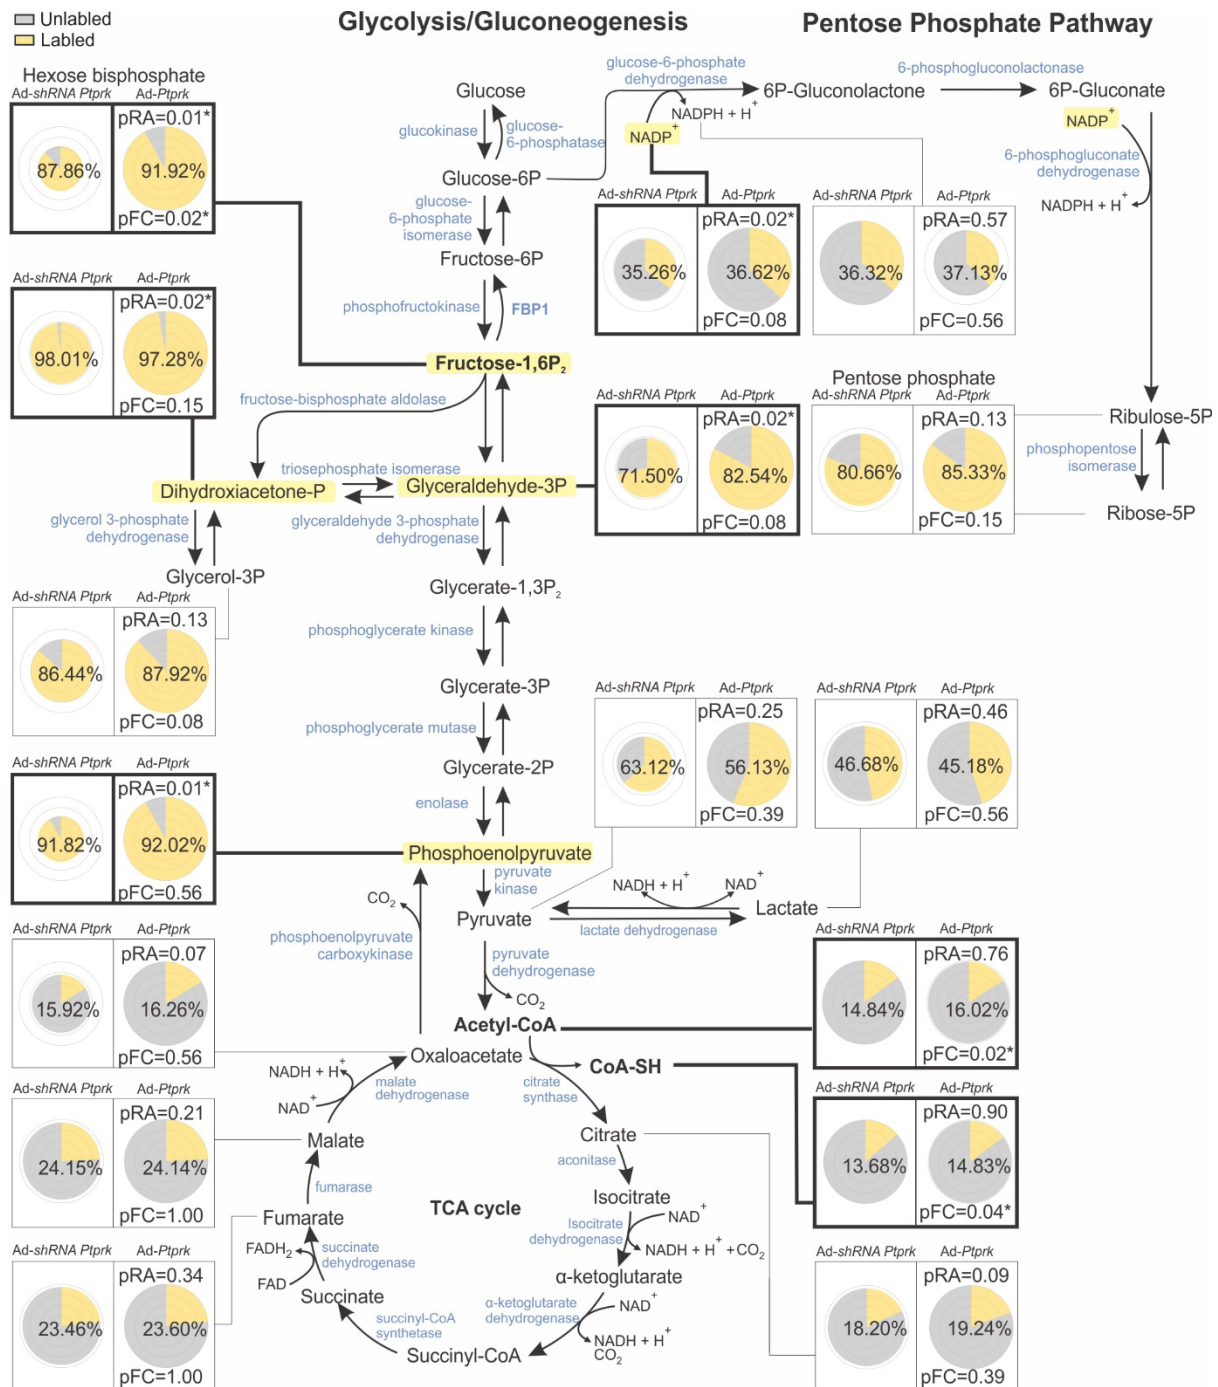 Unlabled
Labled
Glycolysis/Gluconeogenesis
Pentose Phosphate Pathway
Hexose bisphosphate
Ad-shRNA Ptprk
Ad-Ptprk
pRA=0.01*
87.86%
91.92%
pFC=0.02*
Glucose
glucokinase
glucose-
6-phosphatase
Glucose-6P
glucose-
6-phosphate
isomerase
Fructose-6P
phosphofructokinase
FBP1
Fructose-1,6P₂
glucose-6-phosphate
dehydrogenase
NADP⁺
NADPH + H⁺
6P-Gluconolactone
6-phosphogluconolactonase
6P-Gluconate
NADP⁺
6-phosphogluconate
dehydrogenase
NADPH + H⁺
Ad-shRNA Ptprk
Ad-Ptprk
pRA=0.02*
35.26%
36.62%
pFC=0.08
Ad-shRNA Ptprk
Ad-Ptprk
pRA=0.57
36.32%
37.13%
pFC=0.56
Ad-shRNA Ptprk
Ad-Ptprk
pRA=0.02*
98.01%
97.28%
pFC=0.15
fructose-bisphosphate aldolase
triosephosphate isomerase
Dihydroxiacetone-P
Glyceraldehyde-3P
Ad-shRNA Ptprk
Ad-Ptprk
pRA=0.02*
71.50%
82.54%
pFC=0.08
Pentose phosphate
Ad-shRNA Ptprk
Ad-Ptprk
pRA=0.13
80.66%
85.33%
pFC=0.15
Ribulose-5P
phosphopentose
isomerase
Ribose-5P
glycerol 3-phosphate
dehydrogenase
Glycerol-3P
glyceraldehyde 3-phosphate
dehydrogenase
Glycerate-1,3P₂
Ad-shRNA Ptprk
Ad-Ptprk
pRA=0.13
86.44%
87.92%
pFC=0.08
phosphoglycerate kinase
Glycerate-3P
phosphoglycerate mutase
Glycerate-2P
enolase
Phosphoenolpyruvate
Ad-shRNA Ptprk
Ad-Ptprk
pRA=0.25
63.12%
56.13%
pFC=0.39
Ad-shRNA Ptprk
Ad-Ptprk
pRA=0.46
46.68%
45.18%
pFC=0.56
Ad-shRNA Ptprk
Ad-Ptprk
pRA=0.01*
91.82%
92.02%
pFC=0.56
pyruvate
kinase
CO₂
Pyruvate
NADH + H⁺
NAD⁺
Lactate
lactate dehydrogenase
phosphoenolpyruvate
carboxykinase
pyruvate
dehydrogenase
CO₂
Acetyl-CoA
Ad-shRNA Ptprk
Ad-Ptprk
pRA=0.07
15.92%
16.26%
pFC=0.56
Ad-shRNA Ptprk
Ad-Ptprk
pRA=0.76
14.84%
16.02%
pFC=0.02*
Oxaloacetate
CoA-SH
NADH + H⁺
malate
dehydrogenase
NAD⁺
citrate
synthase
Citrate
aconitase
Isocitrate
Malate
fumarase
TCA cycle
Isocitrate
dehydrogenase
NAD⁺
NADH + H⁺ +CO₂
α-ketoglutarate
Fumarate
FADH₂
succinate
dehydrogenase
FAD
Succinate
α-ketoglutarate
dehydrogenase
NAD⁺
NADH + H⁺
CO₂
succinyl-CoA
synthetase
Succinyl-CoA
Ad-shRNA Ptprk
Ad-Ptprk
pRA=0.21
24.15%
24.14%
pFC=1.00
Ad-shRNA Ptprk
Ad-Ptprk
pRA=0.90
13.68%
14.83%
pFC=0.04*
Ad-shRNA Ptprk
Ad-Ptprk
pRA=0.34
23.46%
23.60%
pFC=1.00
Ad-shRNA Ptprk
Ad-Ptprk
pRA=0.09
18.20%
19.24%
pFC=0.39